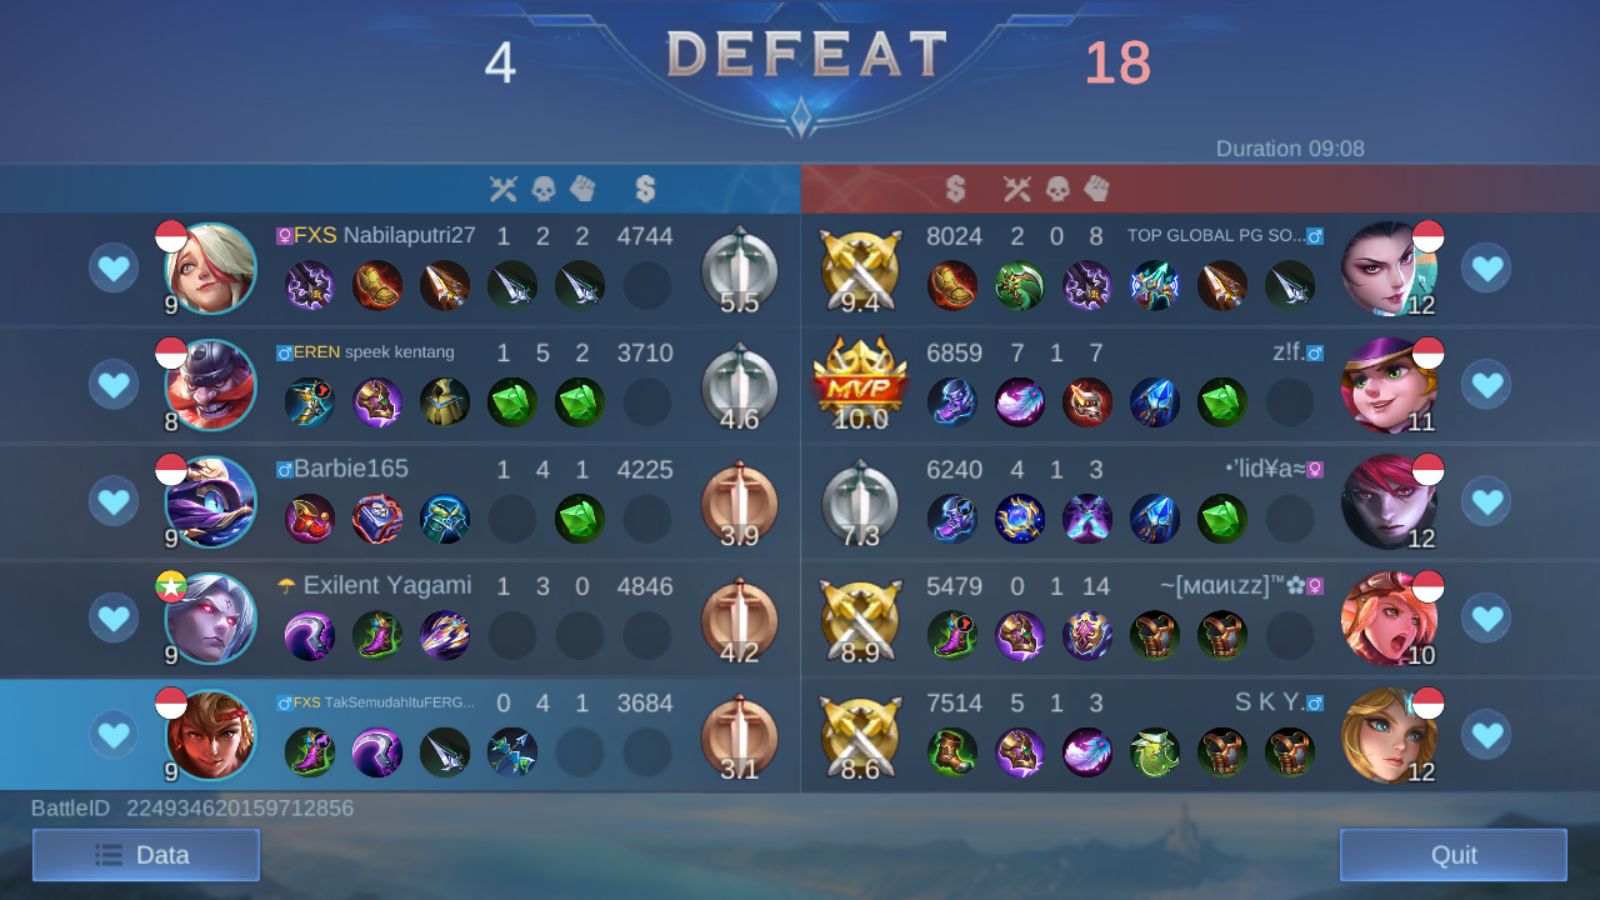 4 DEFEAT 18
Duration 09:08
FXS Nabilaputri27 1 2 2 4744
9 5.5
8024 2 0 8 TOP GLOBAL PG SO...
9.4 12
EREN speek kentang 1 5 2 3710
8 4.6
6859 7 1 7 z!f.
MVP
10.0 11
Barbie165 1 4 1 4225
9 3.9
6240 4 1 3 •'lid¥a≈
7.3 12
Exilent Yagami 1 3 0 4846
9 4.2
5479 0 1 14 ~[мαиιzz]™✿
8.9 10
FXS TakSemudahItuFERG... 0 4 1 3684
9 3.1
7514 5 1 3 S K Y.
8.6 12
BattleID 224934620159712856
Data
Quit